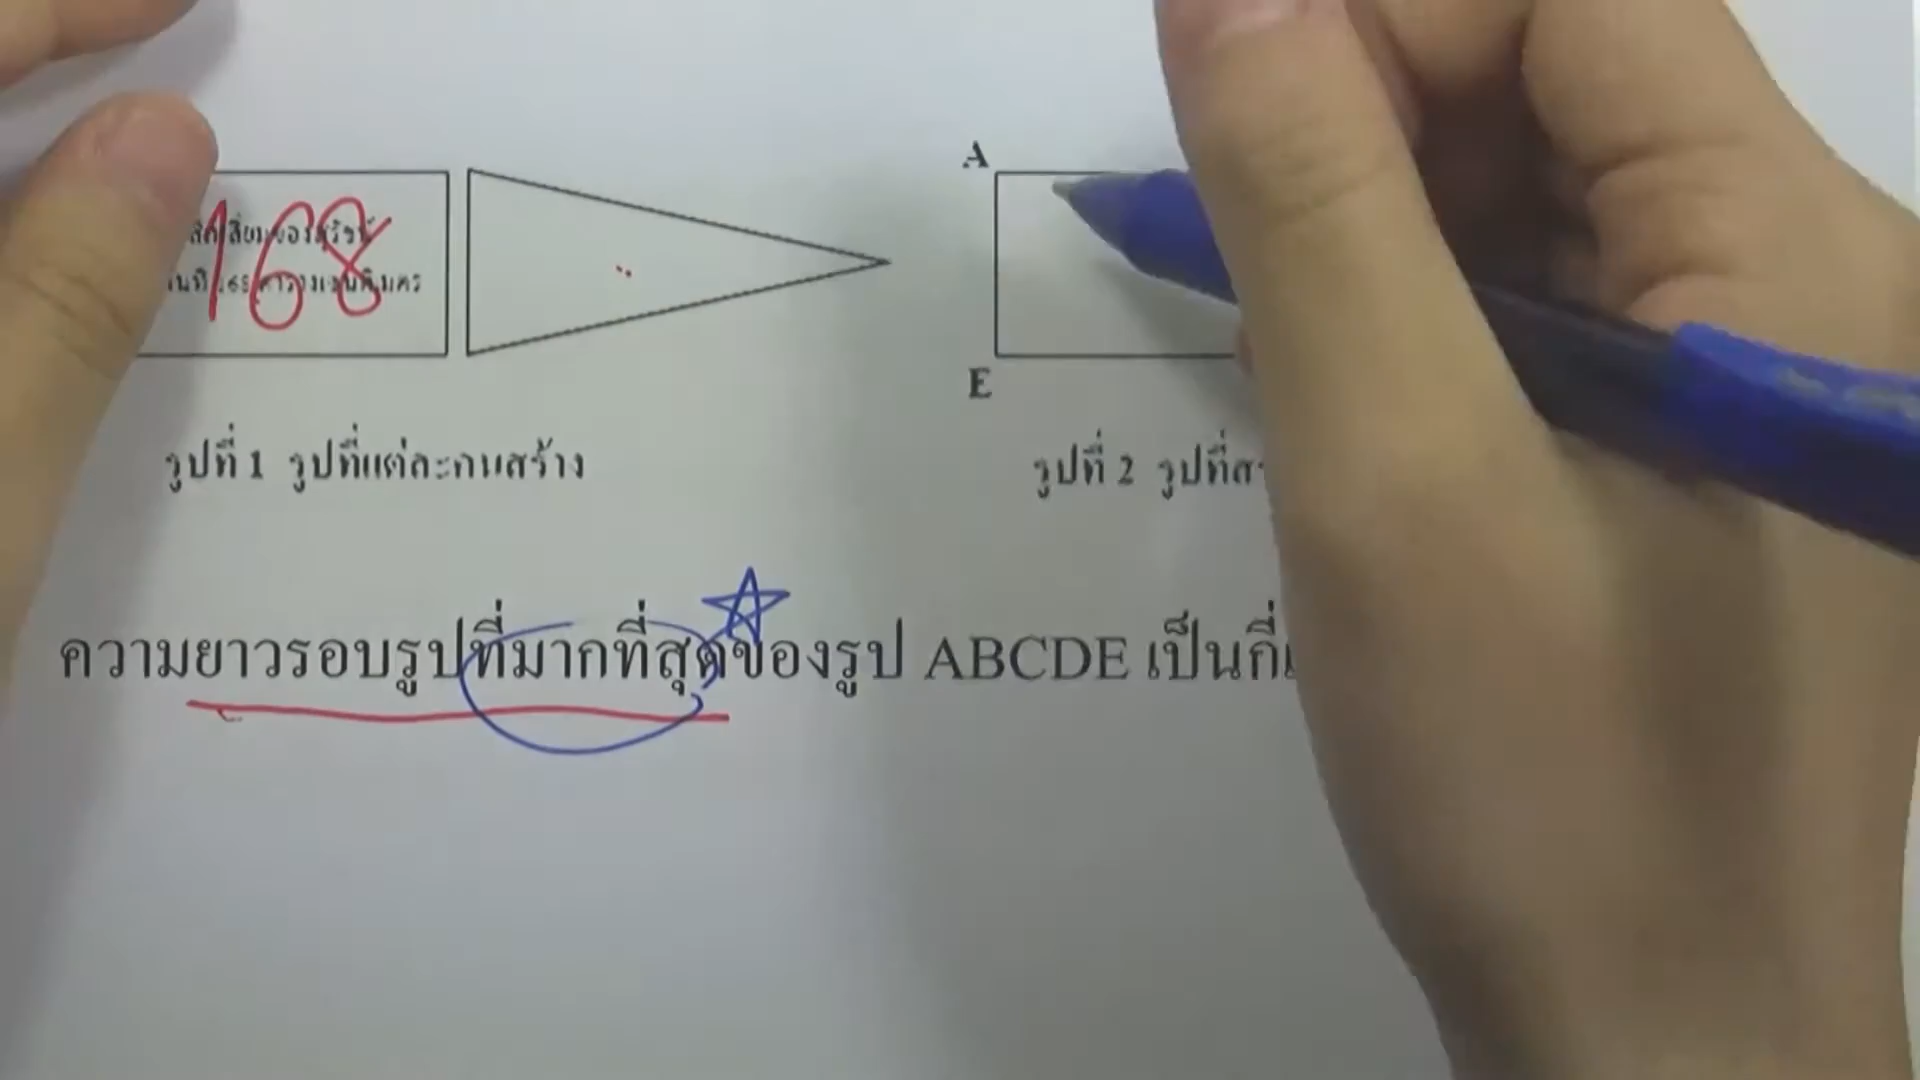 168
A
E
รูปที่ 1 รูปที่แต่ละคนสร้าง
รูปที่ 2 รูปที่
ความยาวรอบรูปที่มากที่สุดของรูป ABCDE เป็นกี่